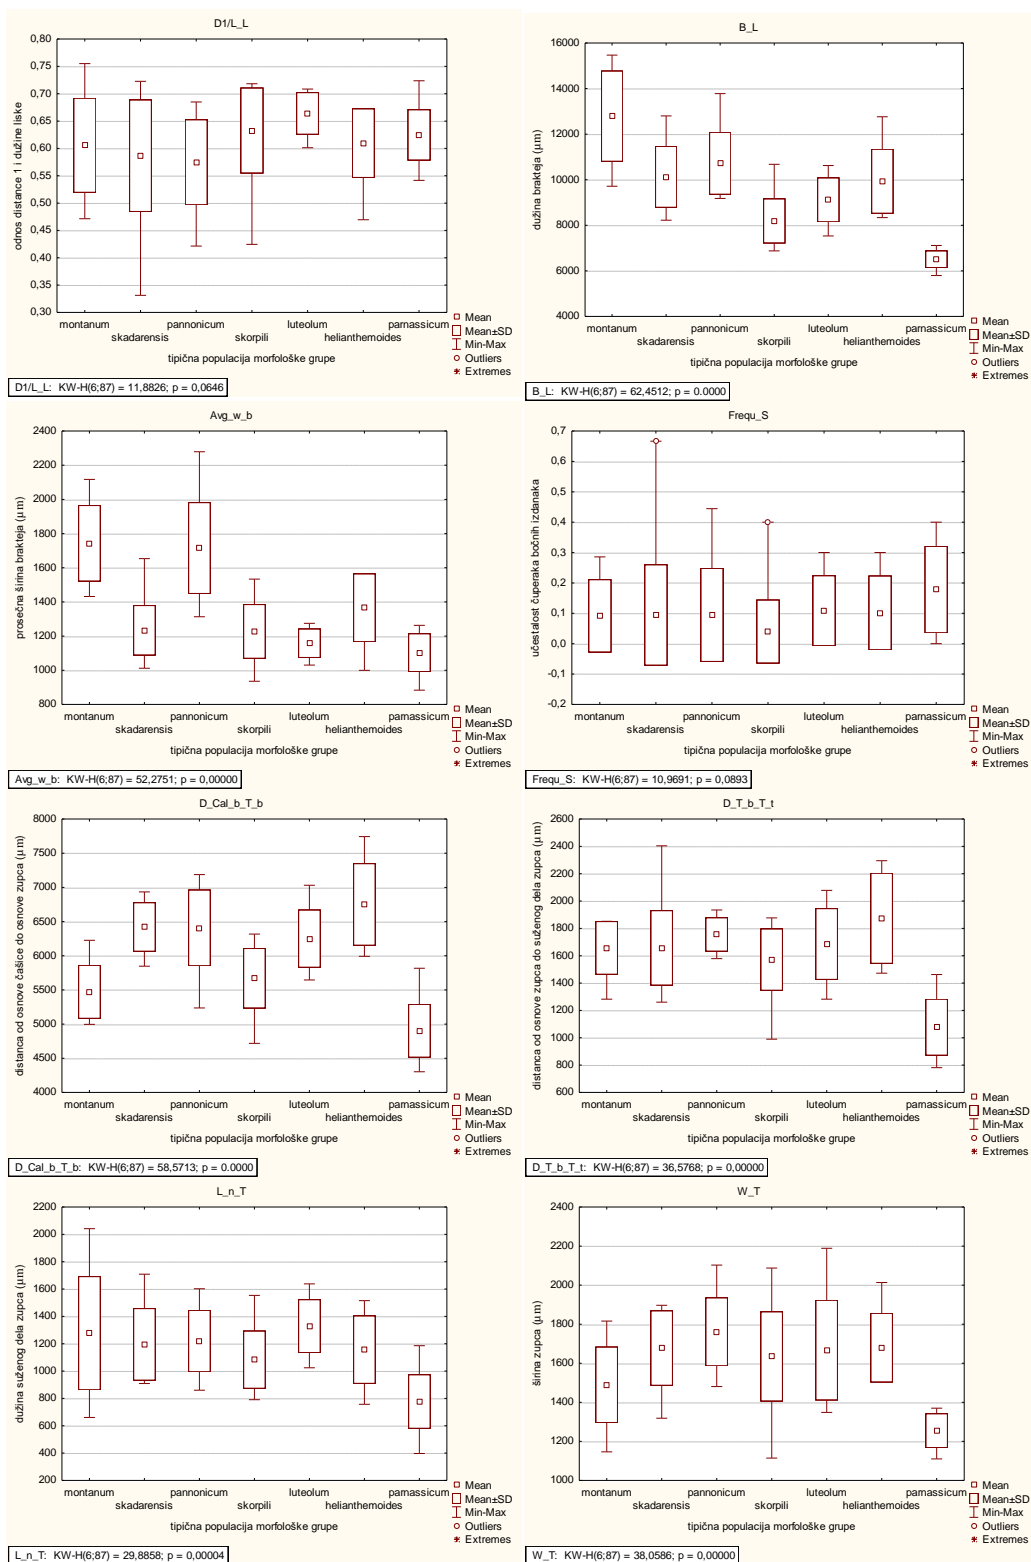 D1/L_L
0,80
0,75
0,70
0,65
0,60
0,55
0,50
0,45
0,40
0,35
0,30
odnos distance 1 i dužine liske
montanum
skadarensis
pannonicum
skorpili
luteolum
helianthemoides
parnassicum
tipična populacija morfološke grupe
Mean
Mean±SD
Min-Max
Outliers
Extremes
D1/L_L: KW-H(6;87) = 11,8826; p = 0,0646
B_L
16000
14000
12000
10000
8000
6000
4000
dužina brakteja (µm)
montanum
skadarensis
pannonicum
skorpili
luteolum
helianthemoides
parnassicum
tipična populacija morfološke grupe
Mean
Mean±SD
Min-Max
Outliers
Extremes
B_L: KW-H(6;87) = 62,4512; p = 0.0000
Avg_w_b
2400
2200
2000
1800
1600
1400
1200
1000
800
prosečna širina brakteja (µm)
montanum
skadarensis
pannonicum
skorpili
luteolum
helianthemoides
parnassicum
tipična populacija morfološke grupe
Mean
Mean±SD
Min-Max
Outliers
Extremes
Avg_w_b: KW-H(6;87) = 52,2751; p = 0,00000
Frequ_S
0,7
0,6
0,5
0,4
0,3
0,2
0,1
0,0
-0,1
-0,2
učestalost čuperaka bočnih izdanaka
montanum
skadarensis
pannonicum
skorpili
luteolum
helianthemoides
parnassicum
tipična populacija morfološke grupe
Mean
Mean±SD
Min-Max
Outliers
Extremes
Frequ_S: KW-H(6;87) = 10,9691; p = 0,0893
D_Cal_b_T_b
8000
7500
7000
6500
6000
5500
5000
4500
4000
distanca od osnove čašice do osnove zupca (µm)
montanum
skadarensis
pannonicum
skorpili
luteolum
helianthemoides
parnassicum
tipična populacija morfološke grupe
Mean
Mean±SD
Min-Max
Outliers
Extremes
D_Cal_b_T_b: KW-H(6;87) = 58,5713; p = 0.0000
D_T_b_T_t
2600
2400
2200
2000
1800
1600
1400
1200
1000
800
600
distanca od osnove zupca do suženog dela zupca (µm)
montanum
skadarensis
pannonicum
skorpili
luteolum
helianthemoides
parnassicum
tipična populacija morfološke grupe
Mean
Mean±SD
Min-Max
Outliers
Extremes
D_T_b_T_t: KW-H(6;87) = 36,5768; p = 0,00000
L_n_T
2200
2000
1800
1600
1400
1200
1000
800
600
400
200
dužina suženog dela zupca (µm)
montanum
skadarensis
pannonicum
skorpili
luteolum
helianthemoides
parnassicum
tipična populacija morfološke grupe
Mean
Mean±SD
Min-Max
Outliers
Extremes
L_n_T: KW-H(6;87) = 29,8858; p = 0,00004
W_T
2400
2200
2000
1800
1600
1400
1200
1000
širina zupca (µm)
montanum
skadarensis
pannonicum
skorpili
luteolum
helianthemoides
parnassicum
tipična populacija morfološke grupe
Mean
Mean±SD
Min-Max
Outliers
Extremes
W_T: KW-H(6;87) = 38,0586; p = 0,00000